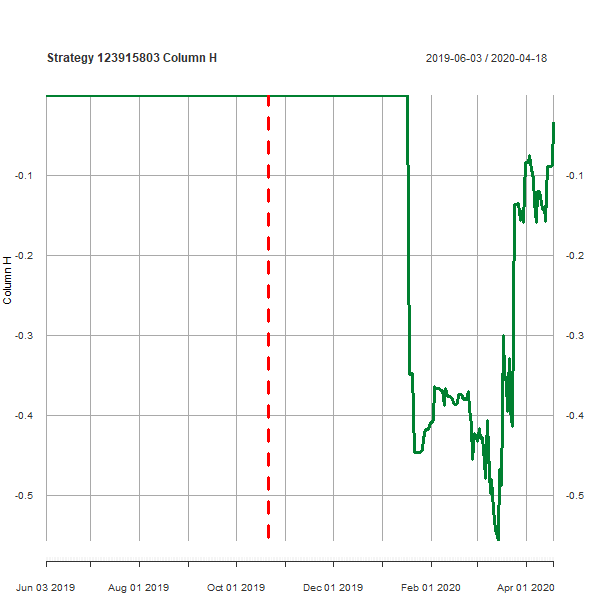 Strategy 123915803 Column H
2019-06-03 / 2020-04-18
-0.1
-0.1
-0.2
-0.2
-0.3
-0.3
-0.4
-0.4
-0.5
-0.5
Column H
Jun 03 2019
Aug 01 2019
Oct 01 2019
Dec 01 2019
Feb 01 2020
Apr 01 2020